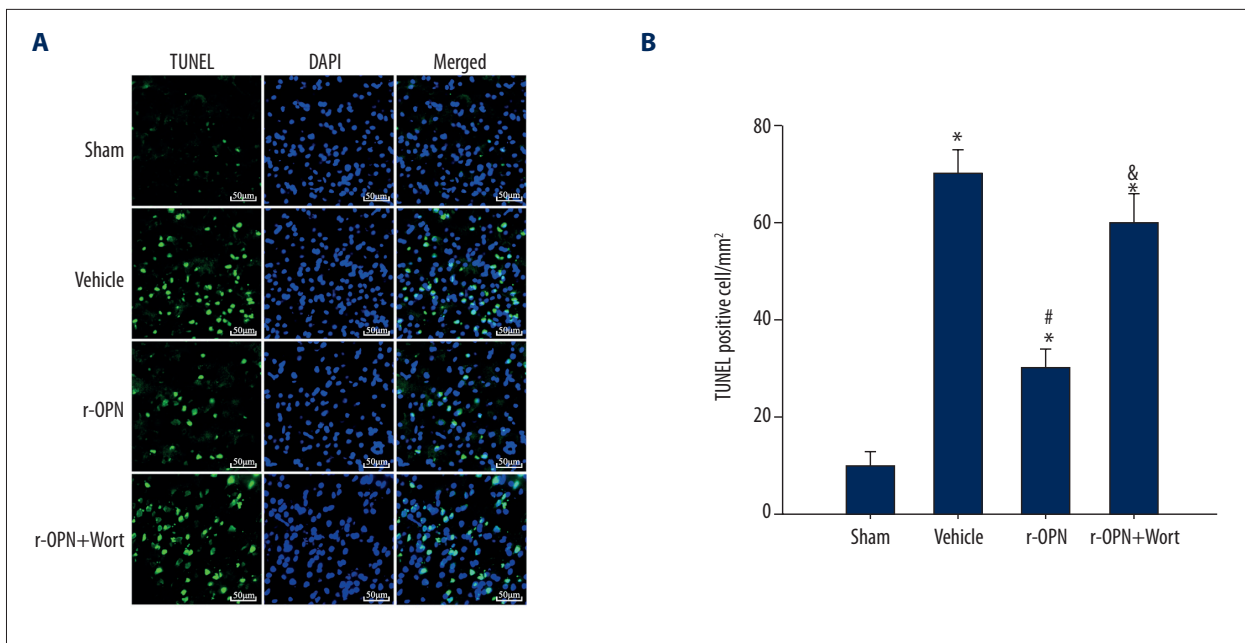 A
TUNEL DAPI Merged
Sham
50μm 50μm 50μm
Vehicle
50μm 50μm 50μm
r-OPN
50μm 50μm 50μm
r-OPN+Wort
50μm 50μm 50μm
B
TUNEL positive cell/mm²
80
60
40
20
0
*
#
*
&
*
Sham Vehicle r-OPN r-OPN+Wort